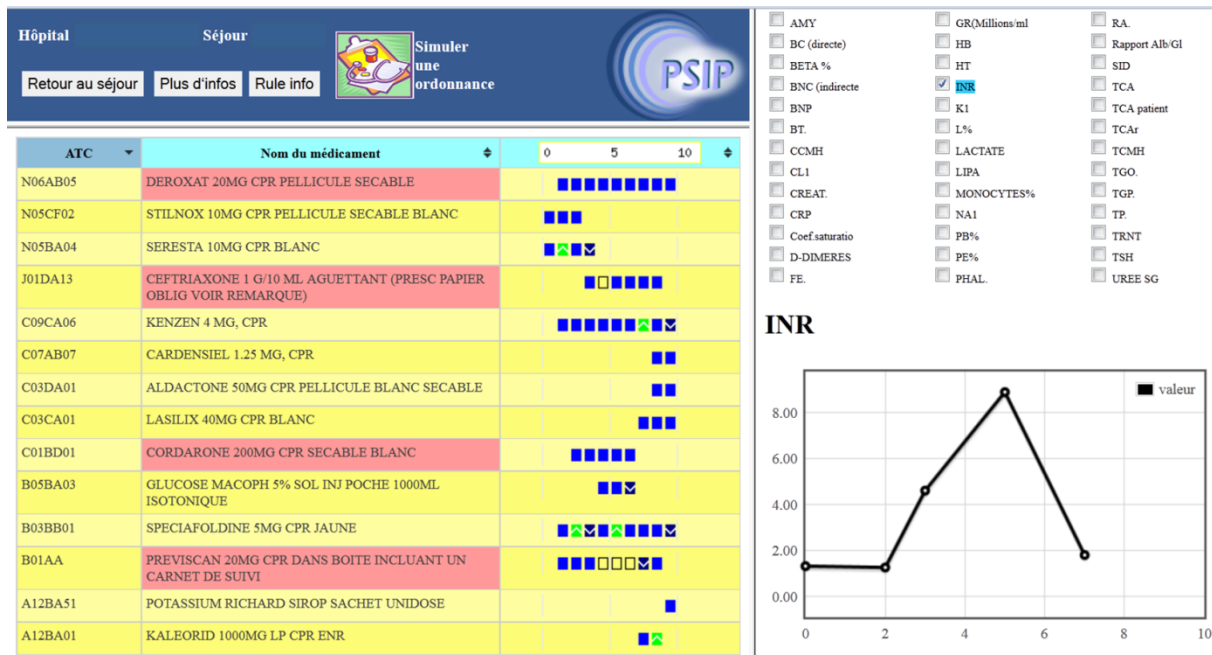 Hôpital Séjour
Simuler
une
ordonnance
Retour au séjour Plus d'infos Rule info
PSIP
ATC Nom du médicament 0 5 10
N06AB05 DEROXAT 20MG CPR PELLICULE SECABLE
N05CF02 STILNOX 10MG CPR PELLICULE SECABLE BLANC
N05BA04 SERESTA 10MG CPR BLANC
J01DA13 CEFTRIAXONE 1 G/10 ML AGUETTANT (PRESC PAPIER
OBLIG VOIR REMARQUE)
C09CA06 KENZEN 4 MG, CPR
C07AB07 CARDENSIEL 1.25 MG, CPR
C03DA01 ALDACTONE 50MG CPR PELLICULE BLANC SECABLE
C03CA01 LASILIX 40MG CPR BLANC
C01BD01 CORDARONE 200MG CPR SECABLE BLANC
B05BA03 GLUCOSE MACOPH 5% SOL INJ POCHE 1000ML
ISOTONIQUE
B03BB01 SPECIAFOLDINE 5MG CPR JAUNE
B01AA PREVISCAN 20MG CPR DANS BOITE INCLUANT UN
CARNET DE SUIVI
A12BA51 POTASSIUM RICHARD SIROP SACHET UNIDOSE
A12BA01 KALEORID 1000MG LP CPR ENR
AMY GR(Millions/ml RA.
BC (directe) HB Rapport Alb/Gl
BETA % HT SID
BNC (indirecte INR TCA
BNP K1 TCA patient
BT. L% TCAr
CCMH LACTATE TCMH
CL1 LIPA TGO.
CREAT. MONOCYTES% TGP.
CRP NA1 TP.
Coef.saturatio PB% TRNT
D-DIMERES PE% TSH
FE. PHAL. UREE SG
INR
valeur
8.00
6.00
4.00
2.00
0.00
0 2 4 6 8 10